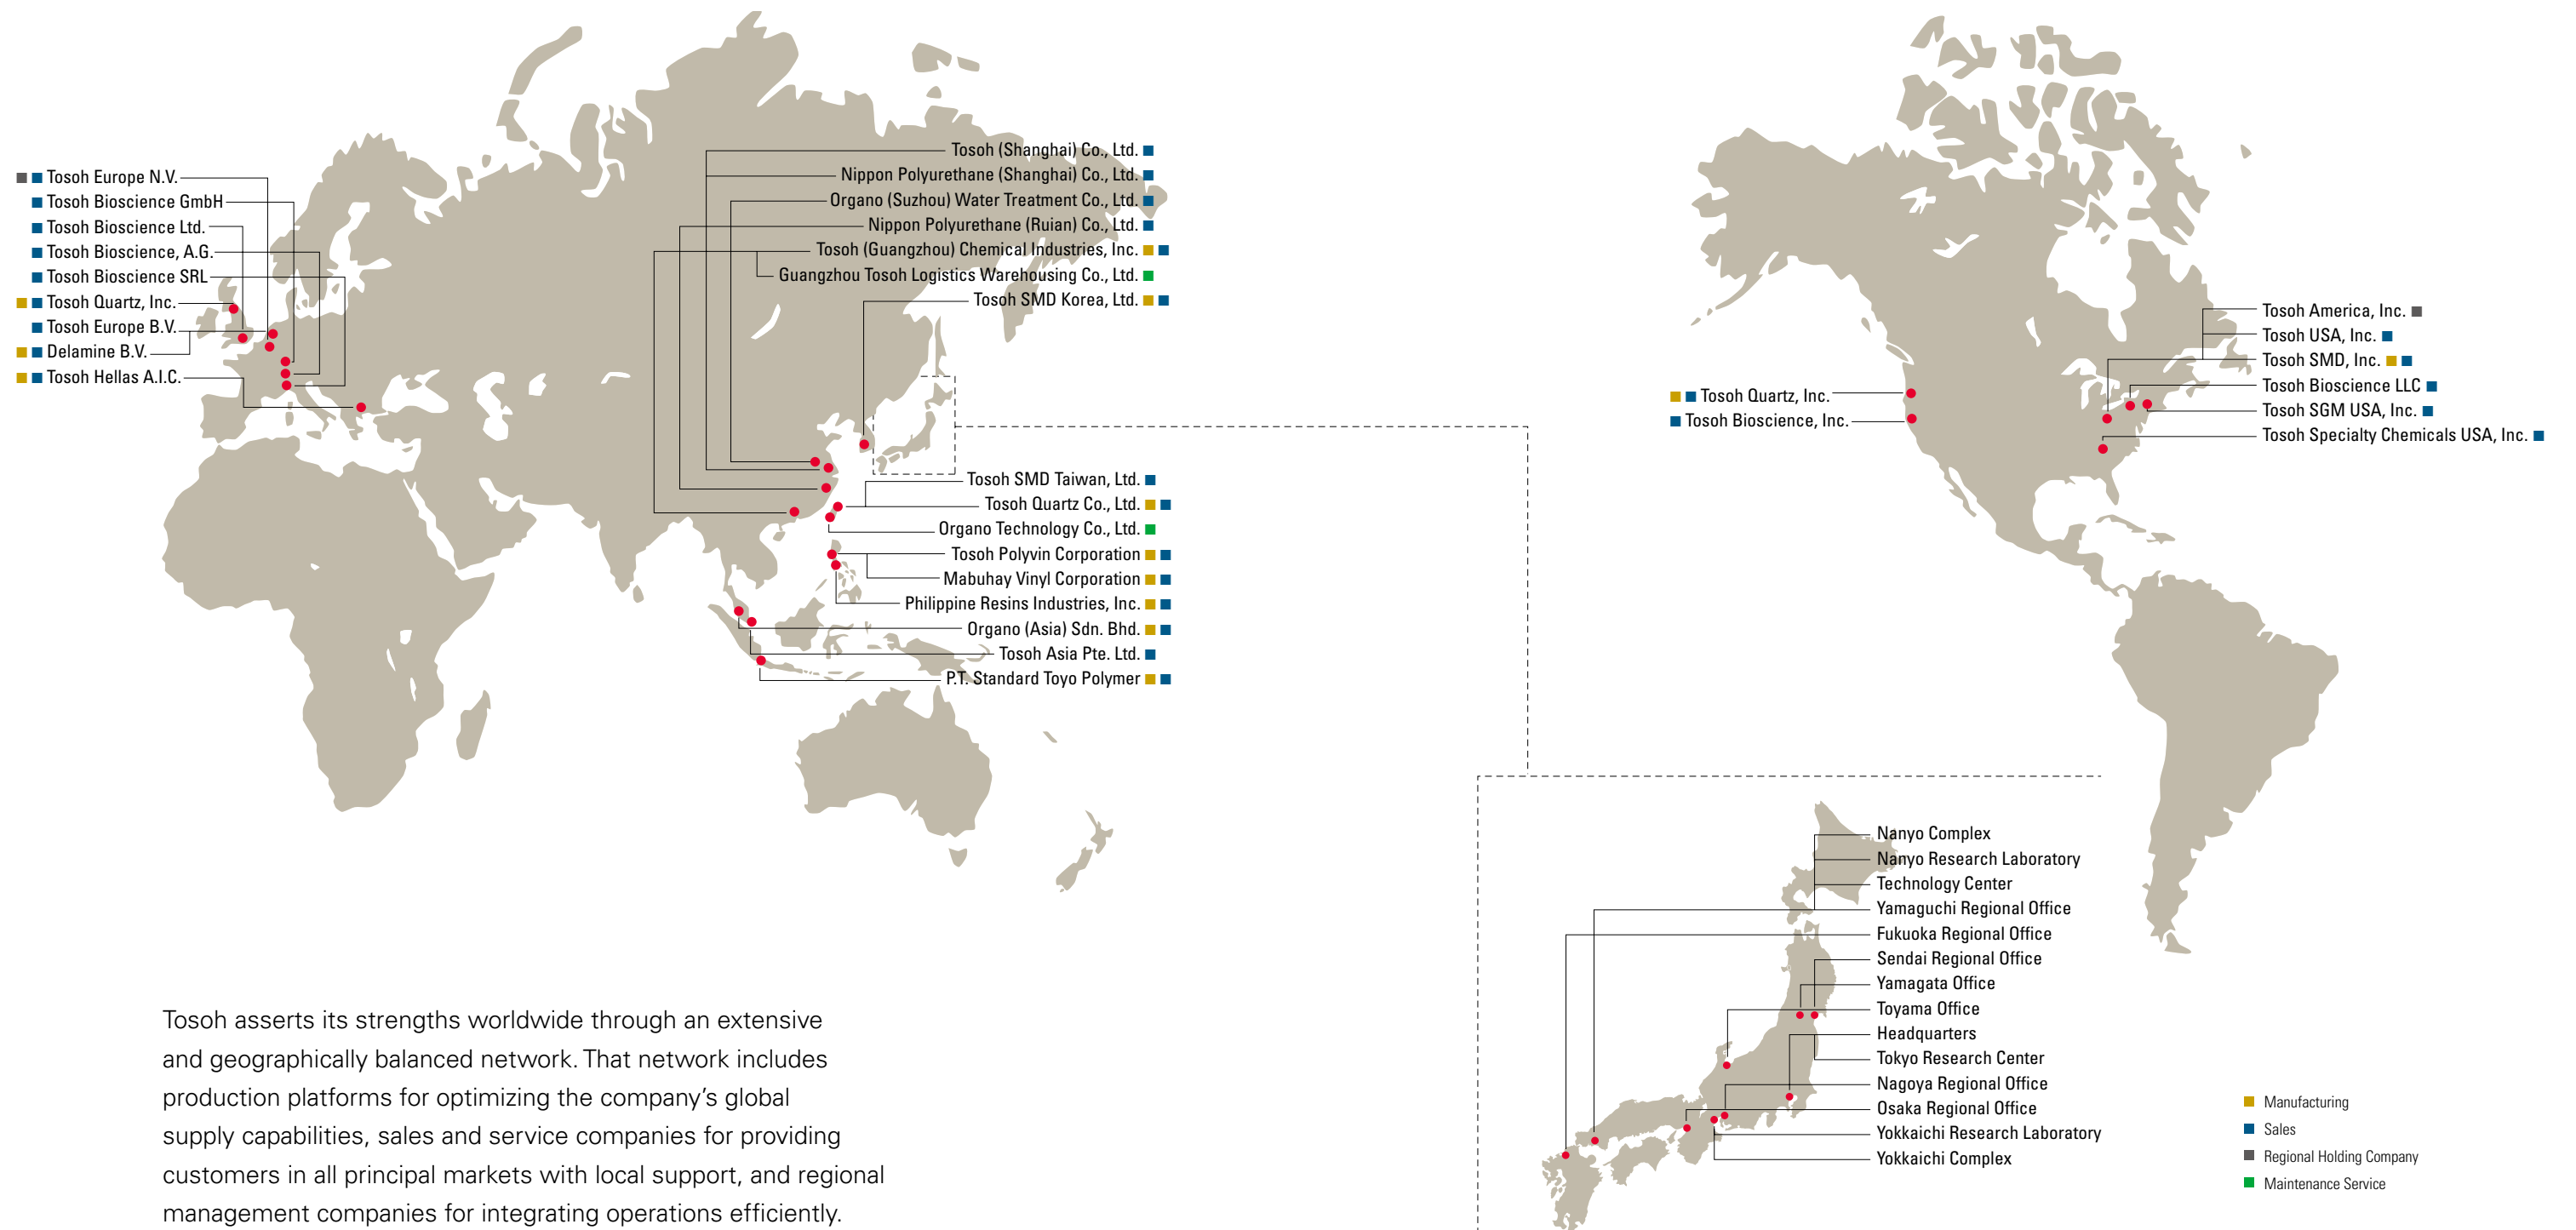 Tosoh Europe N.V.
Tosoh Bioscience GmbH
Tosoh Bioscience Ltd.
Tosoh Bioscience, A.G.
Tosoh Bioscience SRL
Tosoh Quartz, Inc.
Tosoh Europe B.V.
Delamine B.V.
Tosoh Hellas A.I.C.
Tosoh (Shanghai) Co., Ltd.
Nippon Polyurethane (Shanghai) Co., Ltd.
Organo (Suzhou) Water Treatment Co., Ltd.
Nippon Polyurethane (Ruian) Co., Ltd.
Tosoh (Guangzhou) Chemical Industries, Inc.
Guangzhou Tosoh Logistics Warehousing Co., Ltd.
Tosoh SMD Korea, Ltd.
Tosoh SMD Taiwan, Ltd.
Tosoh Quartz Co., Ltd.
Organo Technology Co., Ltd.
Tosoh Polyvin Corporation
Mabuhay Vinyl Corporation
Philippine Resins Industries, Inc.
Organo (Asia) Sdn. Bhd.
Tosoh Asia Pte. Ltd.
P.T. Standard Toyo Polymer
Tosoh Quartz, Inc.
Tosoh Bioscience, Inc.
Tosoh America, Inc.
Tosoh USA, Inc.
Tosoh SMD, Inc.
Tosoh Bioscience LLC
Tosoh SGM USA, Inc.
Tosoh Specialty Chemicals USA, Inc.
Nanyo Complex
Nanyo Research Laboratory
Technology Center
Yamaguchi Regional Office
Fukuoka Regional Office
Sendai Regional Office
Yamagata Office
Toyama Office
Headquarters
Tokyo Research Center
Nagoya Regional Office
Osaka Regional Office
Yokkaichi Research Laboratory
Yokkaichi Complex
Tosoh asserts its strengths worldwide through an extensive
and geographically balanced network. That network includes
production platforms for optimizing the company's global
supply capabilities, sales and service companies for providing
customers in all principal markets with local support, and regional
management companies for integrating operations efficiently.
Manufacturing
Sales
Regional Holding Company
Maintenance Service